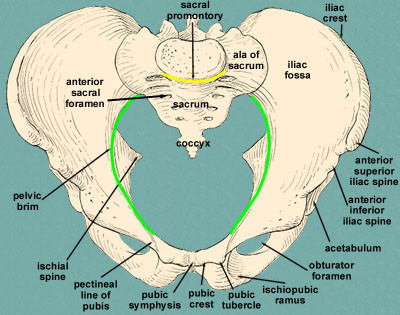 sacral
promontory
iliac
crest
ala of
sacrum
iliac
fossa
anterior
sacral
foramen
sacrum
coccyx
anterior
superior
iliac spine
pelvic
brim
anterior
inferior
iliac spine
acetabulum
ischial
spine
obturator
foramen
pectineal
line of
pubis
pubic
symphysis
pubic
crest
pubic
tubercle
ischiopubic
ramus